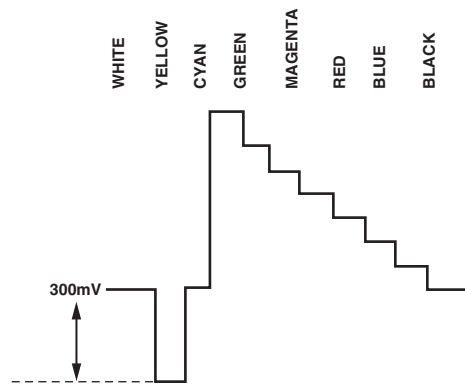 WHITE
YELLOW
CYAN
GREEN
MAGENTA
RED
BLUE
BLACK
300mV